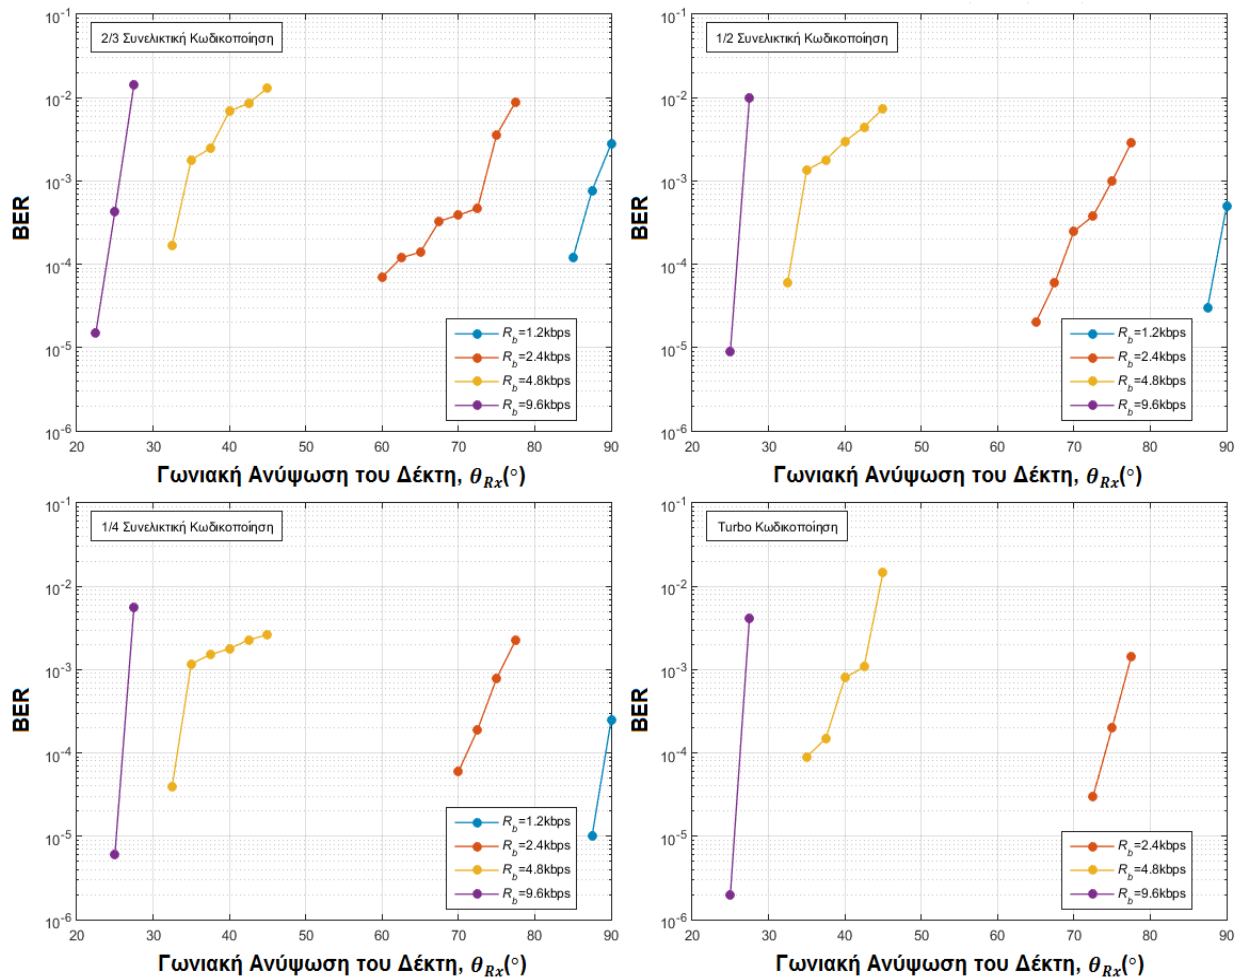 2/3 Συνελικτική Κωδικοποίηση
10^-1
10^-2
10^-3
10^-4
10^-5
10^-6
BER
20 30 40 50 60 70 80 90
Γωνιακή Ανύψωση του Δέκτη, θ_Rx(°)
R_b=1.2kbps
R_b=2.4kbps
R_b=4.8kbps
R_b=9.6kbps
1/2 Συνελικτική Κωδικοποίηση
10^-1
10^-2
10^-3
10^-4
10^-5
10^-6
BER
20 30 40 50 60 70 80 90
Γωνιακή Ανύψωση του Δέκτη, θ_Rx(°)
R_b=1.2kbps
R_b=2.4kbps
R_b=4.8kbps
R_b=9.6kbps
1/4 Συνελικτική Κωδικοποίηση
10^-1
10^-2
10^-3
10^-4
10^-5
10^-6
BER
20 30 40 50 60 70 80 90
Γωνιακή Ανύψωση του Δέκτη, θ_Rx(°)
R_b=1.2kbps
R_b=2.4kbps
R_b=4.8kbps
R_b=9.6kbps
Turbo Κωδικοποίηση
10^-1
10^-2
10^-3
10^-4
10^-5
10^-6
BER
20 30 40 50 60 70 80 90
Γωνιακή Ανύψωση του Δέκτη, θ_Rx(°)
R_b=2.4kbps
R_b=4.8kbps
R_b=9.6kbps